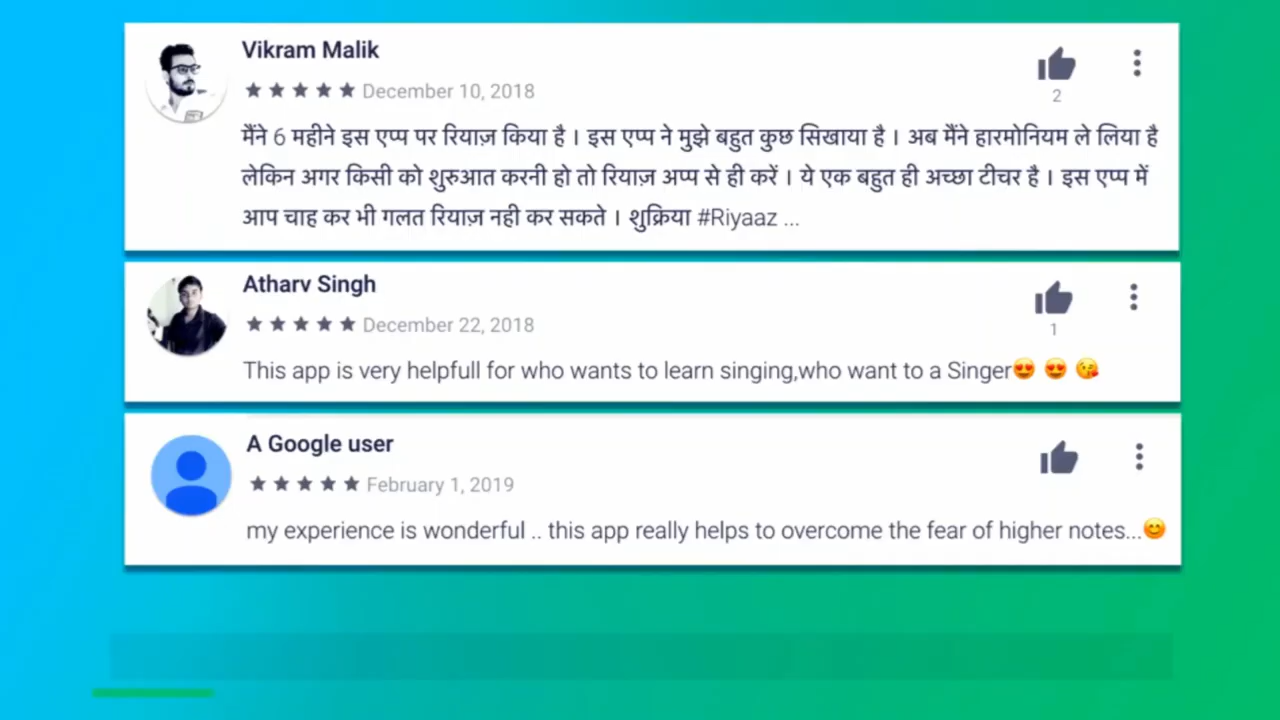 Vikram Malik
★★★★★ December 10, 2018
2
मैंने 6 महीने इस एप्प पर रियाज़ किया है । इस एप्प ने मुझे बहुत कुछ सिखाया है । अब मैंने हारमोनियम ले लिया है
लेकिन अगर किसी को शुरुआत करनी हो तो रियाज़ अप्प से ही करें । ये एक बहुत ही अच्छा टीचर है । इस एप्प में
आप चाह कर भी गलत रियाज़ नही कर सकते । शुक्रिया #Riyaaz ...
Atharv Singh
★★★★★ December 22, 2018
1
This app is very helpfull for who wants to learn singing,who want to a Singer😍 😍 😘
A Google user
★★★★★ February 1, 2019
my experience is wonderful .. this app really helps to overcome the fear of higher notes...😊